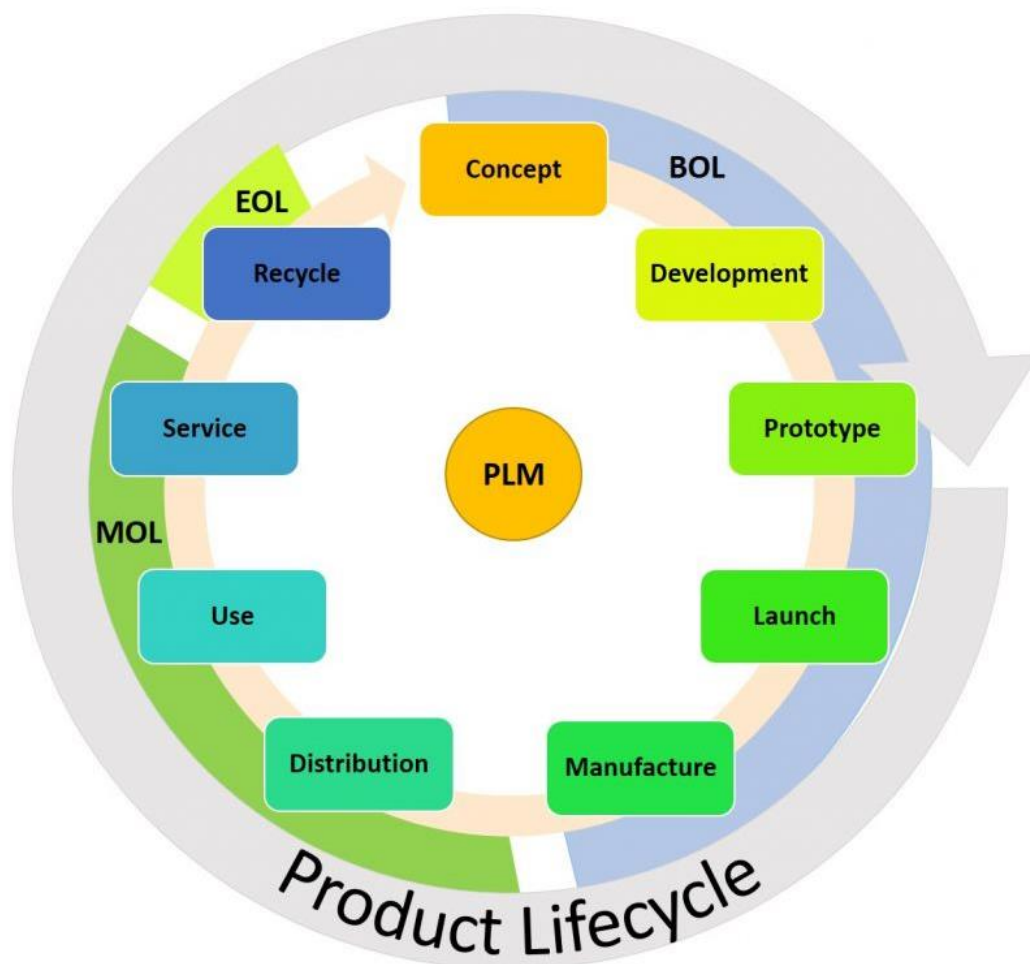 Concept
BOL
Development
Prototype
Launch
Manufacture
Distribution
Use
MOL
Service
Recycle
EOL
PLM
Product Lifecycle